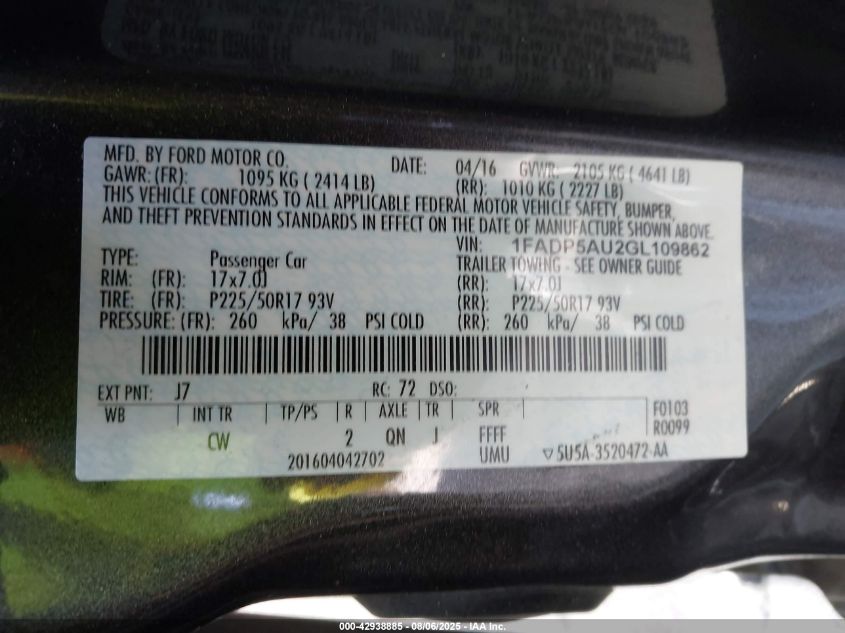 MFD. BY FORD MOTOR CO. DATE: 04/16 GVWR: 2105 KG ( 4641 LB)
GAWR: (FR): 1095 KG ( 2414 LB) (RR): 1010 KG ( 2227 LB)
THIS VEHICLE CONFORMS TO ALL APPLICABLE FEDERAL MOTOR VEHICLE SAFETY, BUMPER,
AND THEFT PREVENTION STANDARDS IN EFFECT ON THE DATE OF MANUFACTURE SHOWN ABOVE.
VIN: 1FADP5AU2GL109862
TYPE: Passenger Car TRAILER TOWING - SEE OWNER GUIDE
RIM: (FR): 17x7.0J (RR): 17x7.0J
TIRE: (FR): P225/50R17 93V (RR): P225/50R17 93V
PRESSURE: (FR): 260 kPa/ 38 PSI COLD (RR): 260 kPa/ 38 PSI COLD
EXT PNT: J7 RC: 72 DSO:
WB INT TR TP/PS R AXLE TR SPR F0103
CW 2 QN J FFFF R0099
201604042702 UMU ▽5U5A-3520472-AA
000-42938885 - 08/06/2025 - IAA Inc.